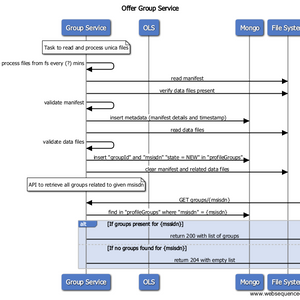 Offer Group Service
Group Service
OLS
Mongo
File System
Task to read and process unica files
process files from fs every (?) mins
read manifest
verify data files present
validate manifest
insert metadata (manifest details and timestamp)
read data files
validate data files
insert "groupId" and "msisdn" "state = NEW" in "profileGroups"
clear manifest and related data files
API to retrieve all groups related to given msisdn
GET groups/{msisdn}
find in "profileGroups" where "msisdn" = {msisdn}
alt
[If groups present for {mssidn}]
return 200 with list of groups
[If no groups found for {msisdn}]
return 204 with empty list
Group Service
OLS
Mongo
File System
www.websequence